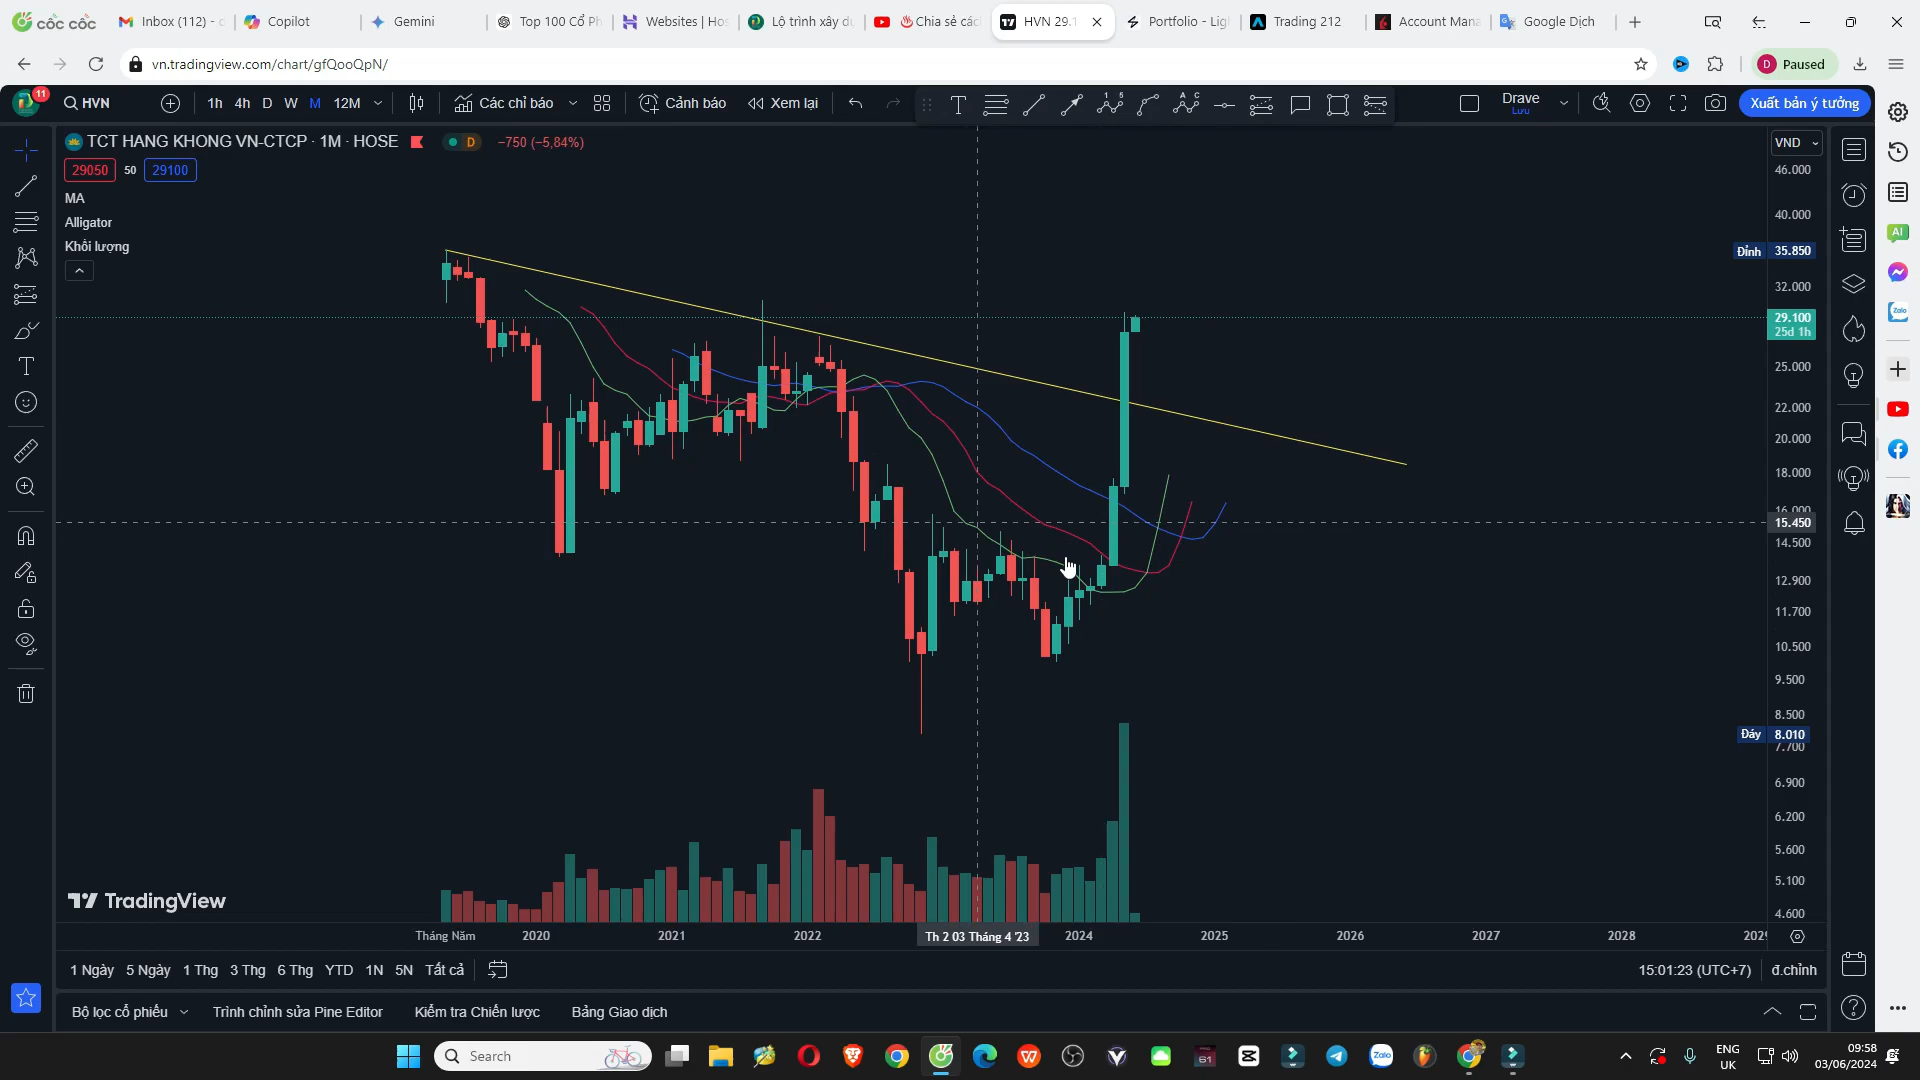 cốc cốc
Inbox (112) - c
Copilot
Gemini
Top 100 Cổ Ph
Websites | Hos
Lộ trình xây dự
Chia sẻ các
HVN 29.1
Portfolio - Lig
Trading 212
Account Mana
Google Dịch
vn.tradingview.com/chart/gfQooQpN/
D Paused
11
HVN
1h 4h D W M 12M
Các chỉ báo
Cảnh báo
Xem lại
Drave
Lưu
Xuất bản ý tưởng
TCT HANG KHONG VN-CTCP · 1M · HOSE
D
−750 (−5,84%)
VND
29050 50 29100
MA
Alligator
Khối lượng
46.000
40.000
Đỉnh 35.850
32.000
29.100
25d 1h
25.000
22.000
20.000
18.000
16.000
15.450
14.500
12.900
11.700
10.500
9.500
8.500
Đáy 8.010
7.700
6.900
6.200
5.600
5.100
4.600
TradingView
Tháng Năm 2020 2021 2022 Th 2 03 Tháng 4 '23 2024 2025 2026 2027 2028 2029
1 Ngày 5 Ngày 1 Thg 3 Thg 6 Thg YTD 1N 5N Tất cả
15:01:23 (UTC+7) đ.chỉnh
Bộ lọc cổ phiếu Trình chỉnh sửa Pine Editor Kiểm tra Chiến lược Bảng Giao dịch
AI
Zalo
Search
61
Zalo
ENG
UK
09:58
03/06/2024